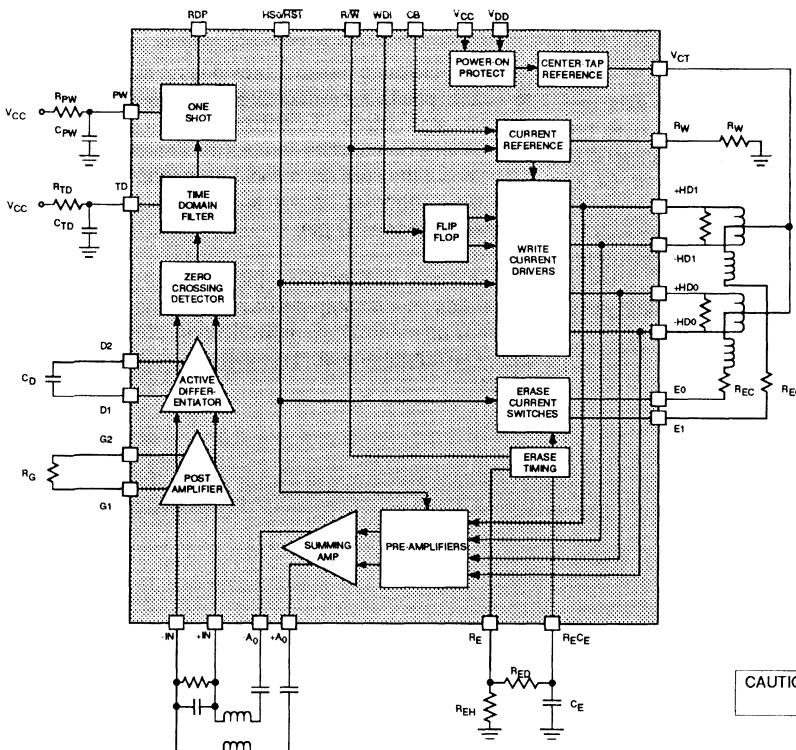 RDP
HS0/HS1
R/W
WDI
CB
VCC
VDD
POWER-ON
PROTECT
CENTER-TAP
REFERENCE
VCT
RPW
PW
VCC
CPW
ONE
SHOT
CURRENT
REFERENCE
RW
RW
RTD
TD
VCC
CTD
TIME
DOMAIN
FILTER
FLIP
FLOP
WRITE
CURRENT
DRIVERS
+HD1
-HD1
+HD0
-HD0
ZERO
CROSSING
DETECTOR
D2
CD
D1
ACTIVE
DIFFER-
ENTIATOR
ERASE
CURRENT
SWITCHES
E0
E1
REC
G2
RG
G1
POST
AMPLIFIER
ERASE
TIMING
SUMMING
AMP
PRE-AMPLIFIERS
-IN
+IN
-A0
+A0
RE
RECE
RED
REH
CE
CAUTIO